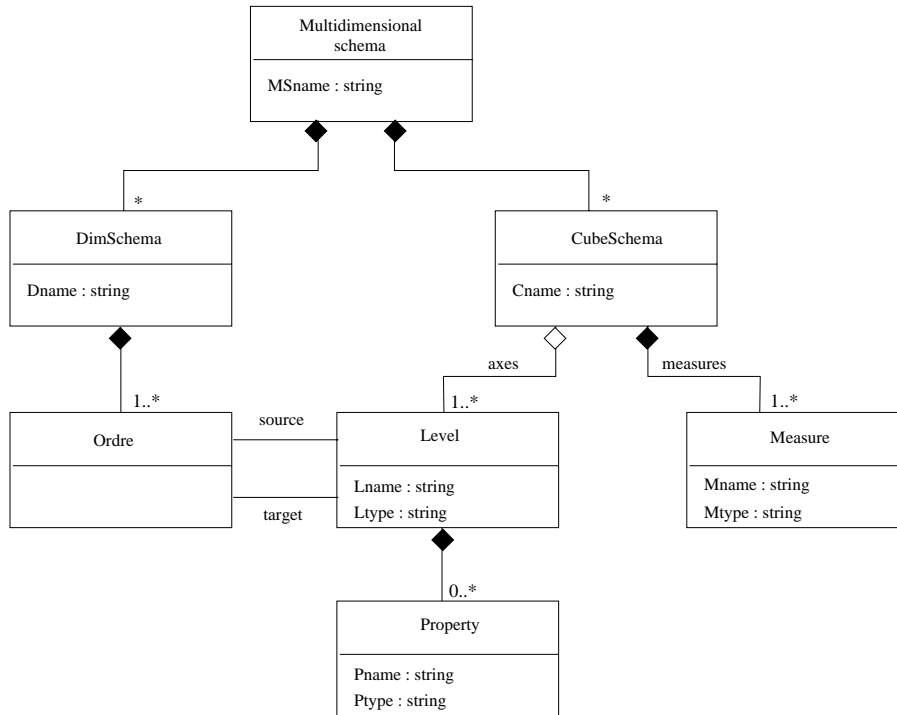 Multidimensional
schema
MSname : string
*
*
DimSchema
Dname : string
CubeSchema
Cname : string
axes
measures
1..*
1..*
1..*
Ordre
source
target
Level
Lname : string
Ltype : string
Measure
Mname : string
Mtype : string
0..*
Property
Pname : string
Ptype : string